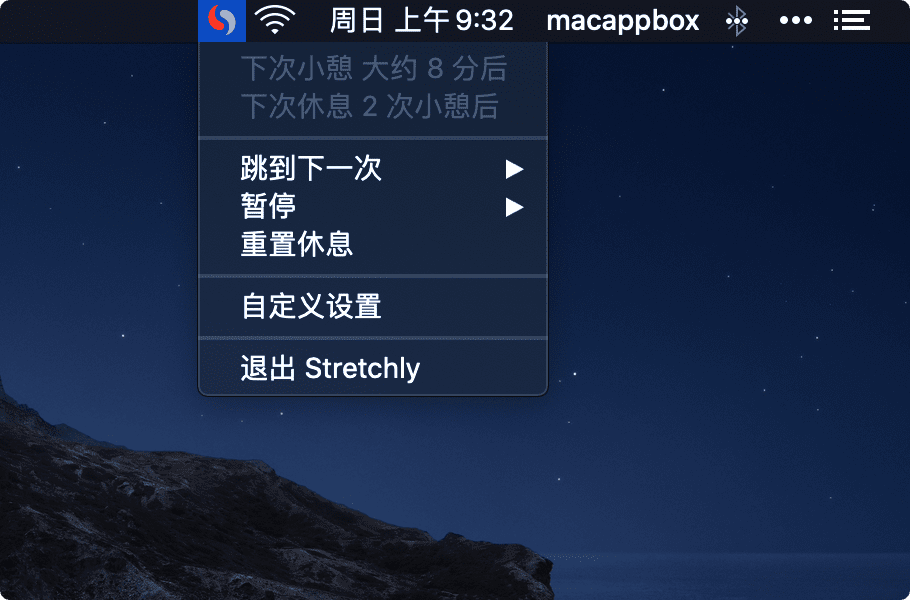 周日 上午 9:32 macappbox
下次小憩 大约 8 分后
下次休息 2 次小憩后
跳到下一次
暂停
重置休息
自定义设置
退出 Stretchly